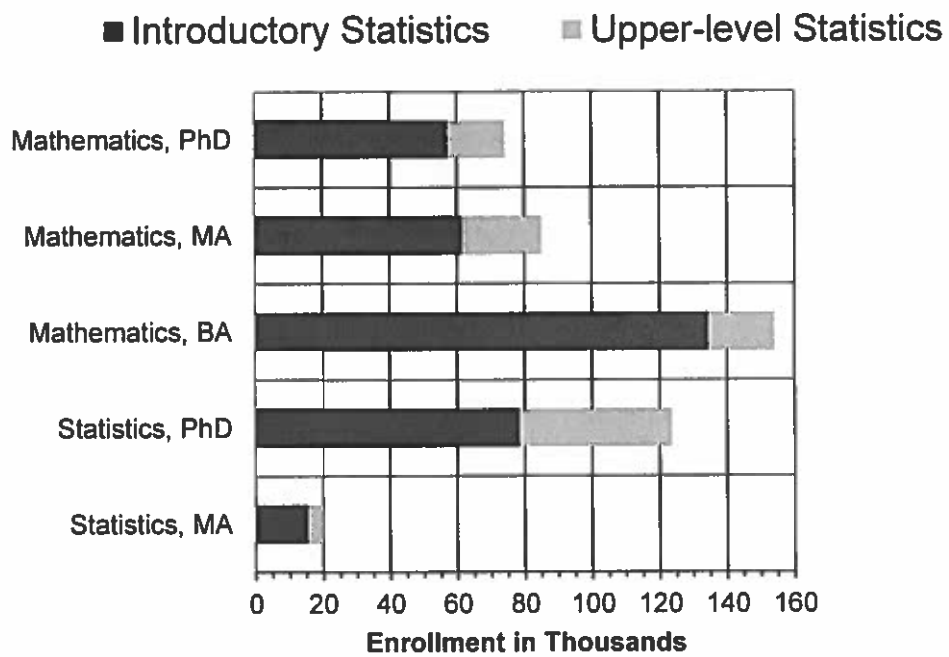 Introductory Statistics Upper-level Statistics
Mathematics, PhD
Mathematics, MA
Mathematics, BA
Statistics, PhD
Statistics, MA
0 20 40 60 80 100 120 140 160
Enrollment in Thousands